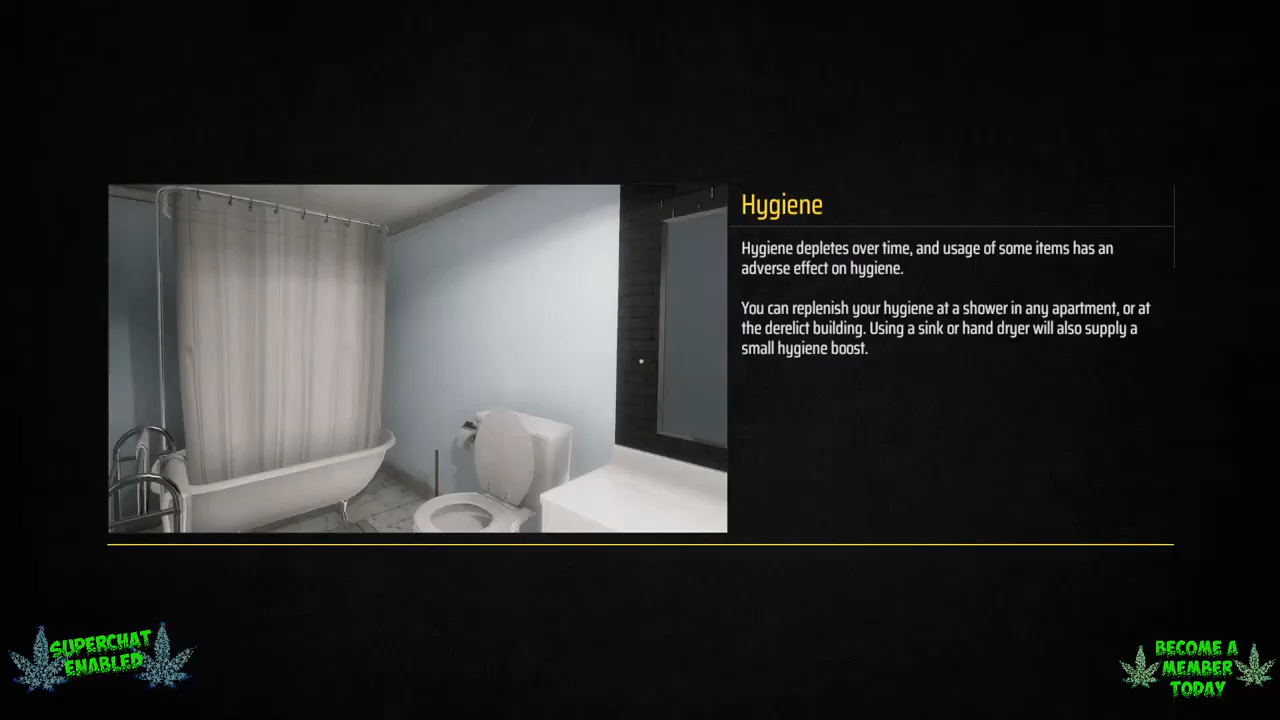 Hygiene
Hygiene depletes over time, and usage of some items has an
adverse effect on hygiene.
You can replenish your hygiene at a shower in any apartment, or at
the derelict building. Using a sink or hand dryer will also supply a
small hygiene boost.
SUPERCHAT
ENABLED
BECOME A
MEMBER
TODAY